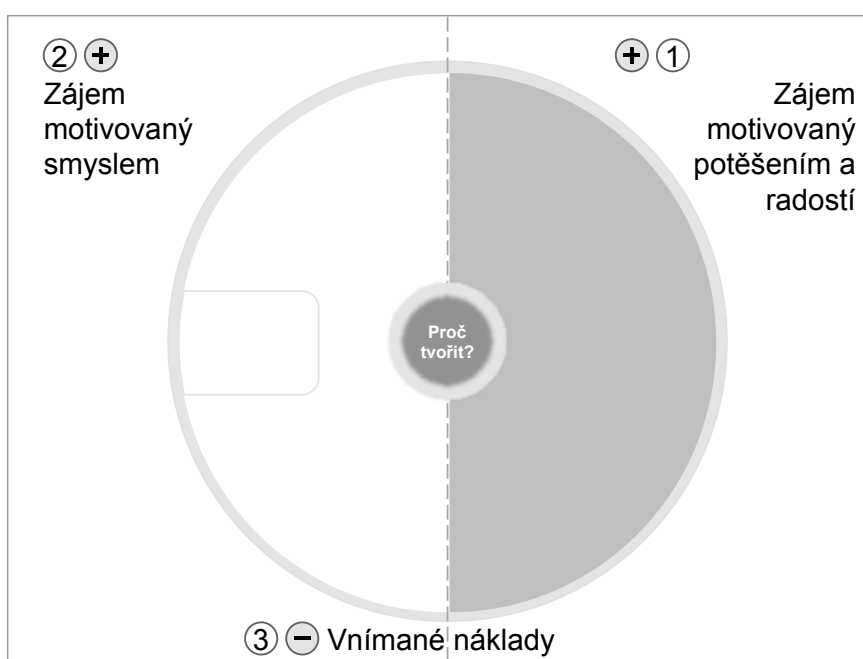 ② +
Zájem
motivovaný
smyslem
+ ①
Zájem
motivovaný
potěšením a
radostí
Proč
tvořit?
③ − Vnímané náklady